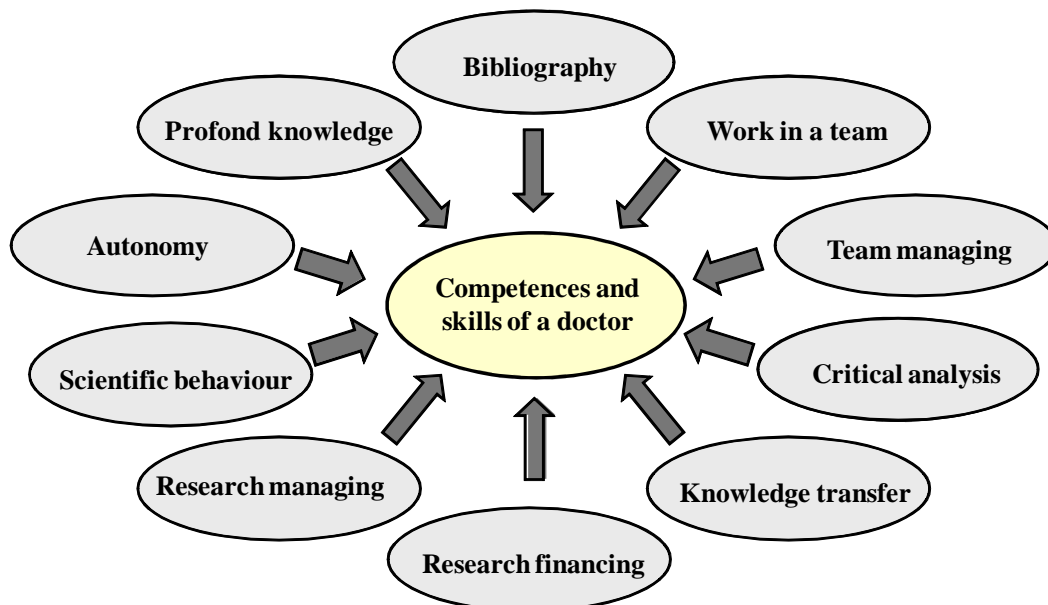 Bibliography
Profond knowledge
Work in a team
Autonomy
Team managing
Competences and
skills of a doctor
Scientific behaviour
Critical analysis
Research managing
Knowledge transfer
Research financing